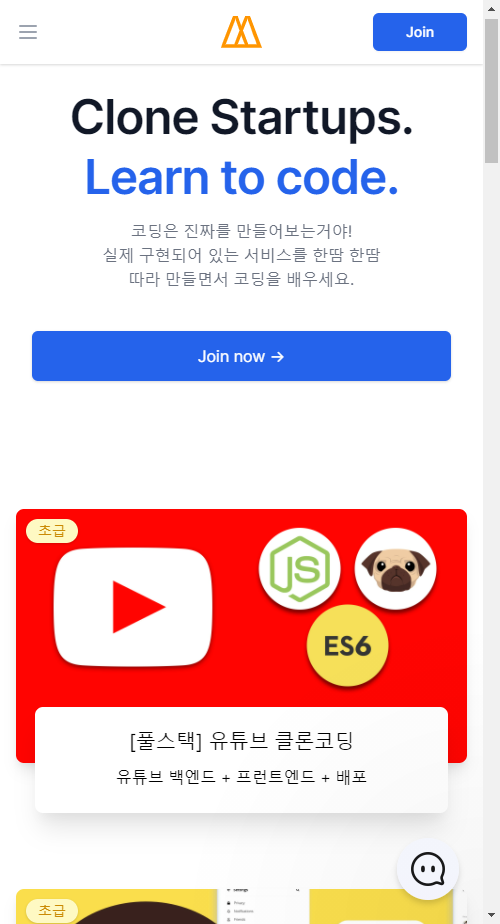 Join
Clone Startups.
Learn to code.
코딩은 진짜를 만들어보는거야!
실제 구현되어 있는 서비스를 한땀 한땀
따라 만들면서 코딩을 배우세요.
Join now →
초급
JS
ES6
[풀스택] 유튜브 클론코딩
유튜브 백엔드 + 프런트엔드 + 배포
초급
Privacy
Notifications
Friends